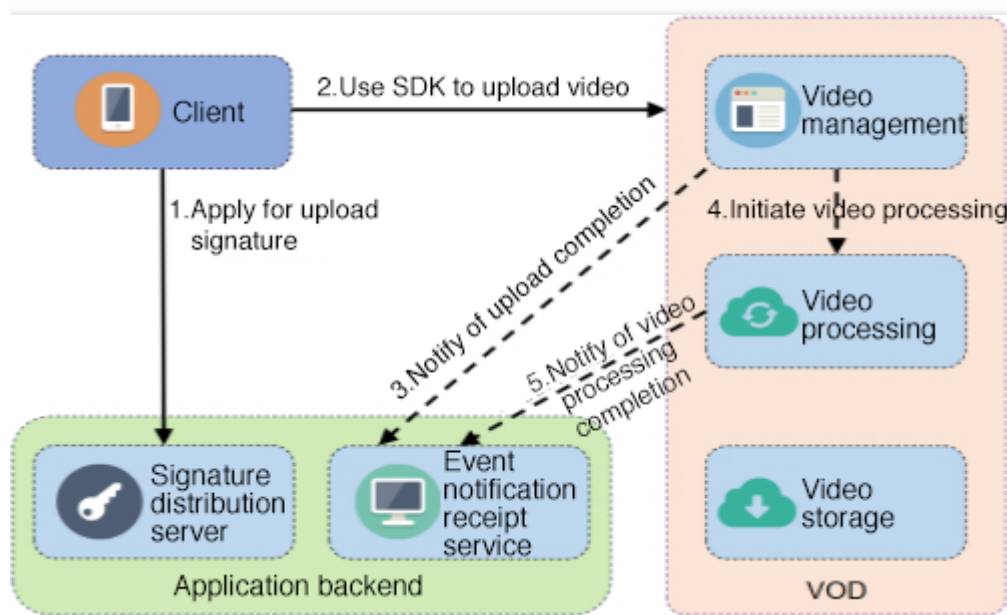 Client
2.Use SDK to upload video
Video
management
1.Apply for upload
signature
3.Notify of upload completion
4.Initiate video processing
Video
processing
5.Notify of video
processing
completion
Signature
distribution
server
Event
notification
receipt
service
Video
storage
Application backend
VOD